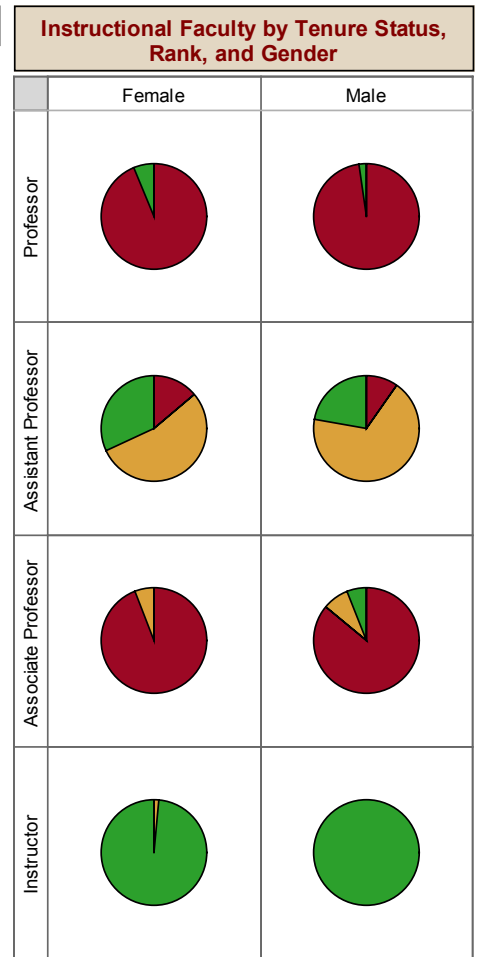 Instructional Faculty by Tenure Status,
Rank, and Gender
Female
Male
Professor
Assistant Professor
Associate Professor
Instructor